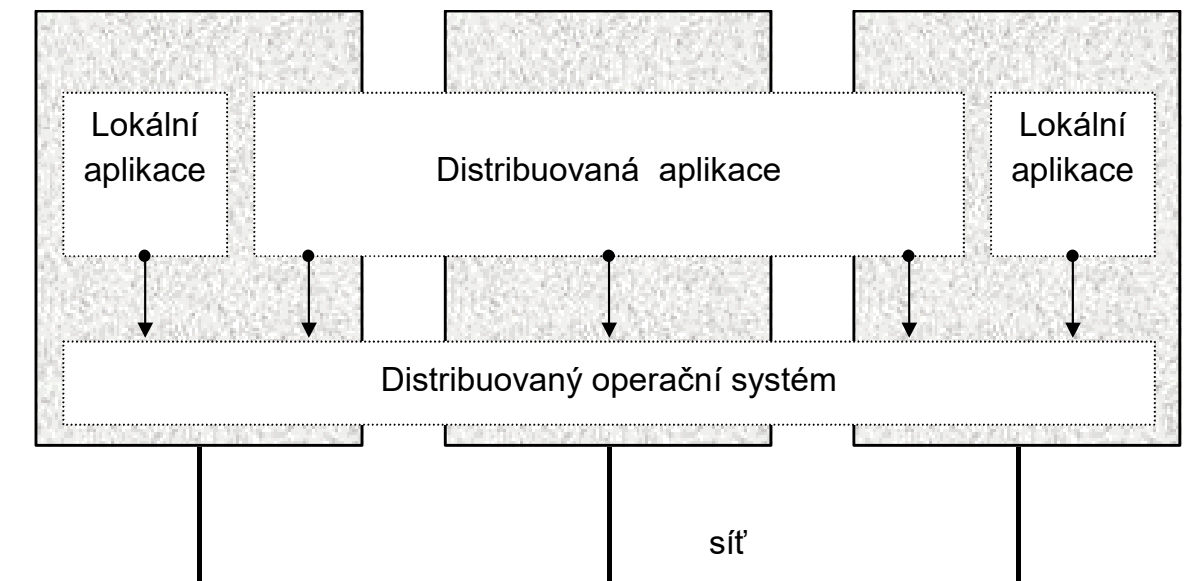 Lokální
aplikace
Distribuovaná aplikace
Lokální
aplikace
Distribuovaný operační systém
síť